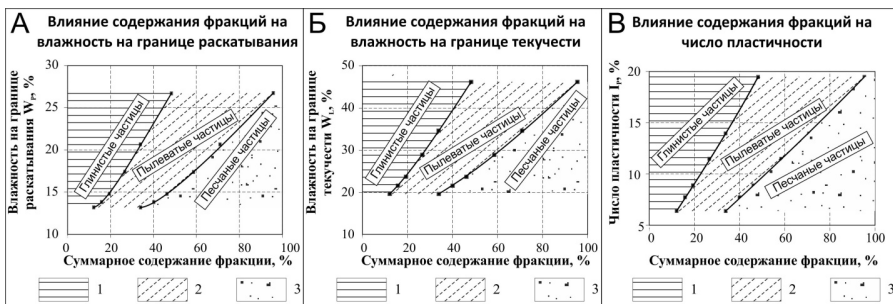 А
Влияние содержания фракций на
влажность на границе раскатывания
Влажность на границе
раскатывания Wр, %
30
25
20
15
10
Глинистые частицы
Пылеватые частицы
Песчаные частицы
0 20 40 60 80 100
Суммарное содержание фракции, %
1 2 3
Б
Влияние содержания фракций на
влажность на границе текучести
Влажность на границе
текучести WL, %
50
40
30
20
10
Глинистые частицы
Пылеватые частицы
Песчаные частицы
0 20 40 60 80 100
Суммарное содержание фракции, %
1 2 3
В
Влияние содержания фракций на
число пластичности
Число пластичности Iр, %
20
15
10
5
Глинистые частицы
Пылеватые частицы
Песчаные частицы
0 20 40 60 80 100
Суммарное содержание фракции, %
1 2 3